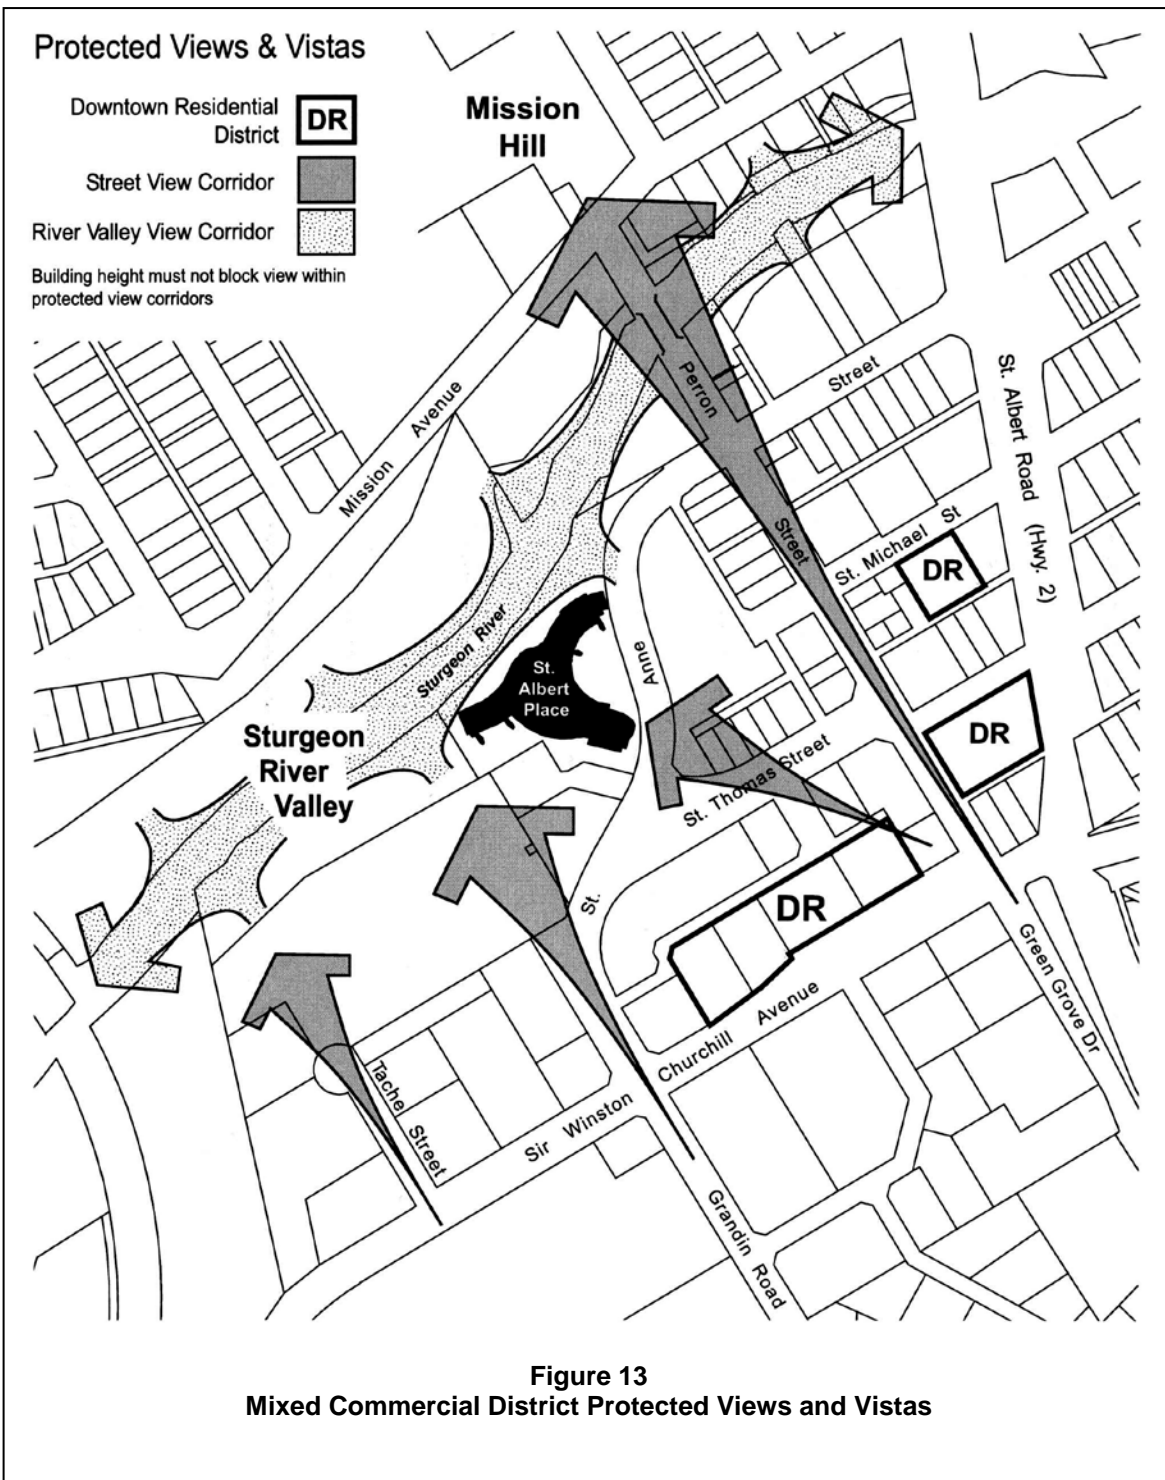 Protected Views & Vistas
Downtown Residential
District
DR
Street View Corridor
River Valley View Corridor
Building height must not block view within
protected view corridors
Mission
Hill
Mission Avenue
Perron
Street
Street
St. Albert Road (Hwy. 2)
St. Michael St
DR
Sturgeon River
St.
Albert
Place
Anne
St.
DR
Sturgeon
River
Valley
St. Thomas Street
DR
Green Grove Dr
Tache Street
Sir Winston Churchill Avenue
Grandin Road
Figure 13
Mixed Commercial District Protected Views and Vistas